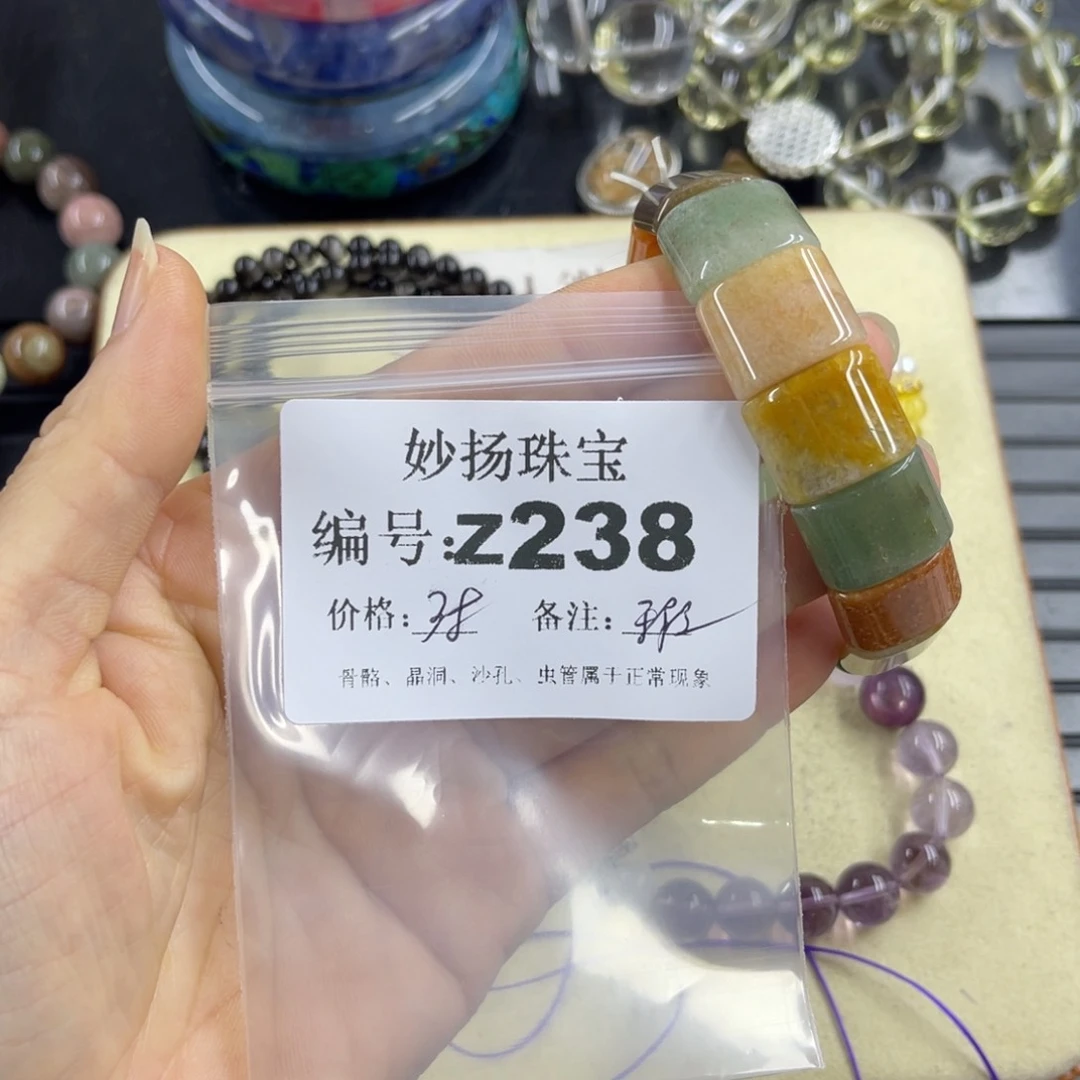 妙扬珠宝
编号:z238
价格: 38 备注:
骨骼、晶洞、沙孔、虫管属于正常现象